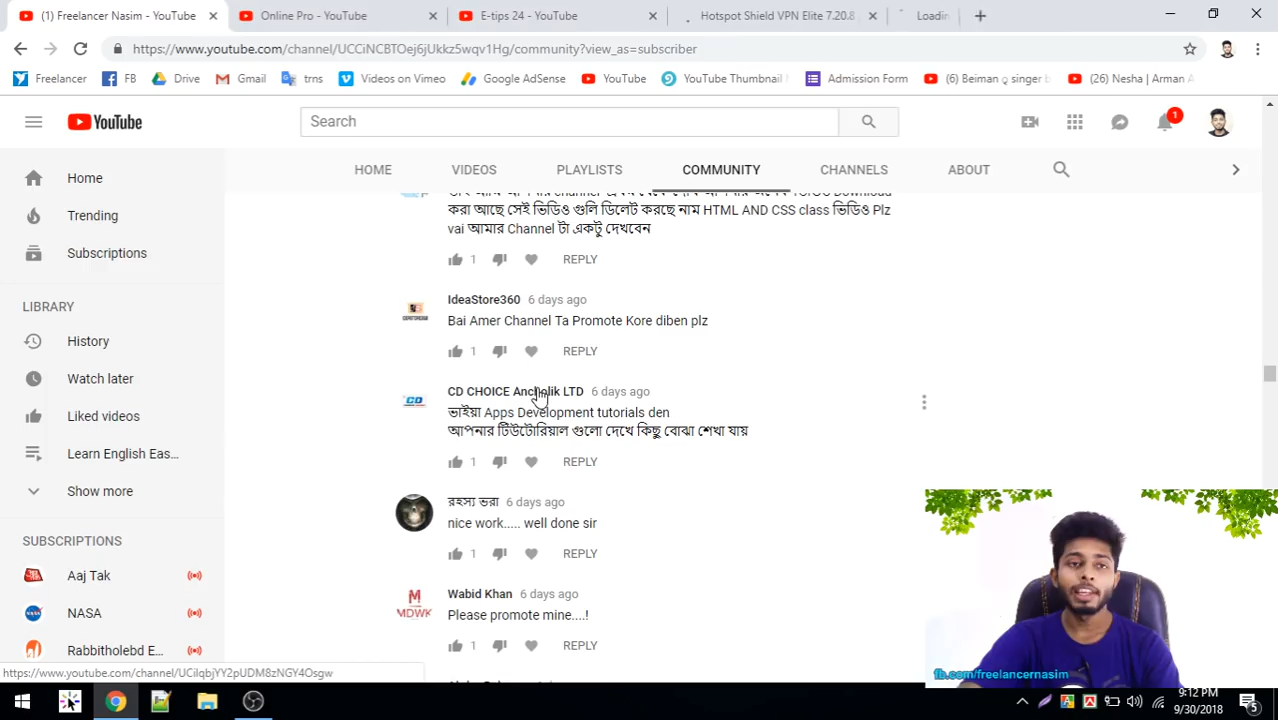 (1) Freelancer Nasim - YouTube
Online Pro - YouTube
E-tips 24 - YouTube
Hotspot Shield VPN Elite 7.20.8
Loadin
https://www.youtube.com/channel/UCCiNCBTOej6jUkkz5wqv1Hg/community?view_as=subscriber
Freelancer
FB
Drive
Gmail
trns
Videos on Vimeo
Google AdSense
YouTube
YouTube Thumbnail
Admission Form
(6) Beiman q singer b
(26) Nesha | Arman A
YouTube
Search
1
HOME
VIDEOS
PLAYLISTS
COMMUNITY
CHANNELS
ABOUT
Home
Trending
Subscriptions
LIBRARY
History
Watch later
Liked videos
Learn English Eas...
Show more
SUBSCRIPTIONS
Aaj Tak
NASA
Rabbitholebd E...
করা আছে সেই ভিডিও গুলি ডিলেট করছে নাম HTML AND CSS class ভিডিও Plz
vai আমার Channel টা একটু দেখবেন
1 REPLY
IdeaStore360 6 days ago
Bai Amer Channel Ta Promote Kore diben plz
1 REPLY
CD CHOICE Ancholik LTD 6 days ago
ভাইয়া Apps Development tutorials den
আপনার টিউটোরিয়াল গুলো দেখে কিছু বোঝা শেখা যায়
1 REPLY
রহস্য ভরা 6 days ago
nice work..... well done sir
1 REPLY
MDWK
Wabid Khan 6 days ago
Please promote mine....!
1 REPLY
fb.com/freelancernasim
https://www.youtube.com/channel/UCilqbjYY2pUDM8zNGY4Osgw
9:12 PM
9/30/2018
5